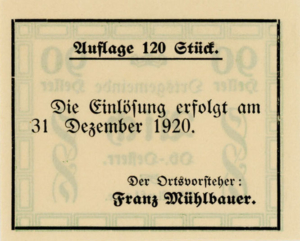 Auflage 120 Stück.
Die Einlösung erfolgt am
31 Dezember 1920.
Der Ortsvorsteher:
Franz Mühlbauer.